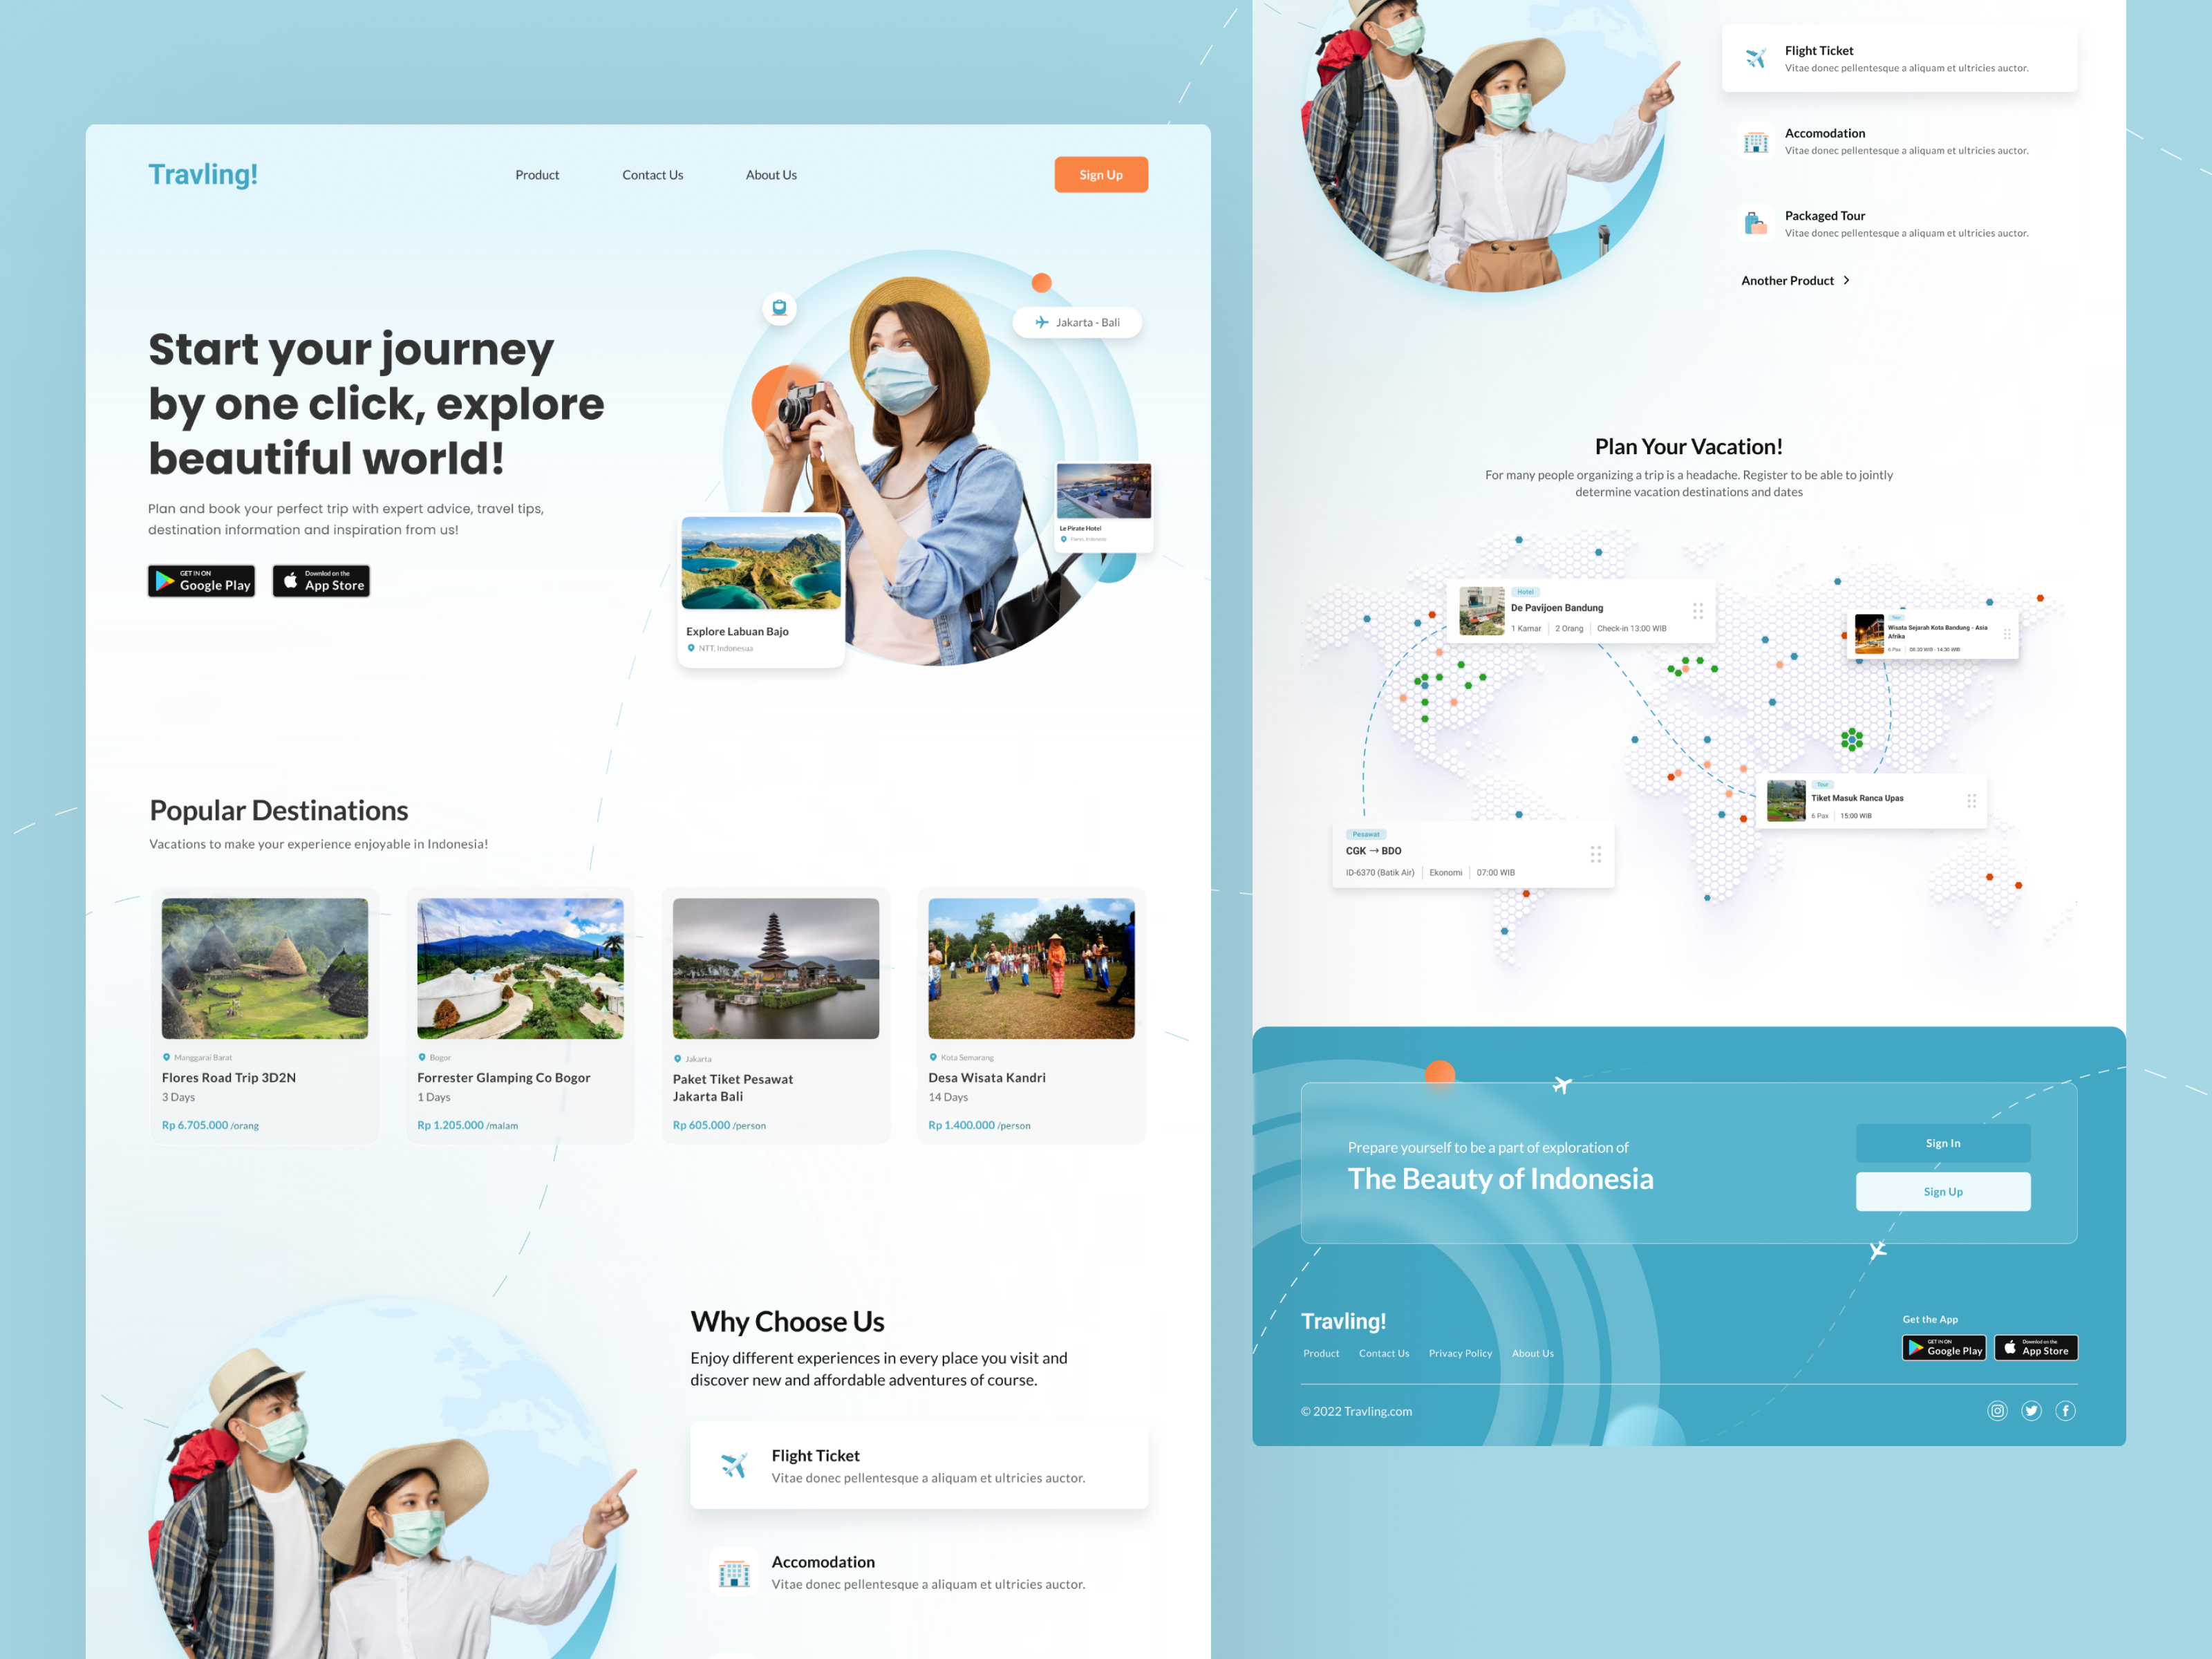 Travling!
Product
Contact Us
About Us
Sign Up
Start your journey
by one click, explore
beautiful world!
Plan and book your perfect trip with expert advice, travel tips,
destination information and inspiration from us!
GET IN ON
Google Play
Downlod on the
App Store
Jakarta - Bali
Le Pirate Hotel
Flores, Indonesia
Explore Labuan Bajo
NTT, Indonesaa
Popular Destinations
Vacations to make your experience enjoyable in Indonesia!
Manggarai Barat
Flores Road Trip 3D2N
3 Days
Rp 6.705.000 /orang
Bogor
Forrester Glamping Co Bogor
1 Days
Rp 1.205.000 /malam
Jakarta
Paket Tiket Pesawat
Jakarta Bali
Rp 605.000 /person
Kota Semarang
Desa Wisata Kandri
14 Days
Rp 1.400.000 /person
Why Choose Us
Enjoy different experiences in every place you visit and
discover new and affordable adventures of course.
Flight Ticket
Vitae donec pellentesque a aliquam et ultricies auctor.
Accomodation
Vitae donec pellentesque a aliquam et ultricies auctor.
Flight Ticket
Vitae donec pellentesque a aliquam et ultricies auctor.
Accomodation
Vitae donec pellentesque a aliquam et ultricies auctor.
Packaged Tour
Vitae donec pellentesque a aliquam et ultricies auctor.
Another Product >
Plan Your Vacation!
For many people organizing a trip is a headache. Register to be able to jointly
determine vacation destinations and dates
Hotel
De Pavijoen Bandung
1 Kamar | 2 Orang | Check-in 13:00 WIB
Tour
Wisata Sejarah Kota Bandung - Asia
Afrika
6 Pax | 08:30 WIB - 14:30 WIB
Tour
Tiket Masuk Ranca Upas
6 Pax | 15:00 WIB
Pesawat
CGK → BDO
ID-6370 (Batik Air) | Ekonomi | 07:00 WIB
Prepare yourself to be a part of exploration of
The Beauty of Indonesia
Sign In
Sign Up
Travling!
Product
Contact Us
Privacy Policy
About Us
Get the App
GET IN ON
Google Play
Downlod on the
App Store
© 2022 Travling.com